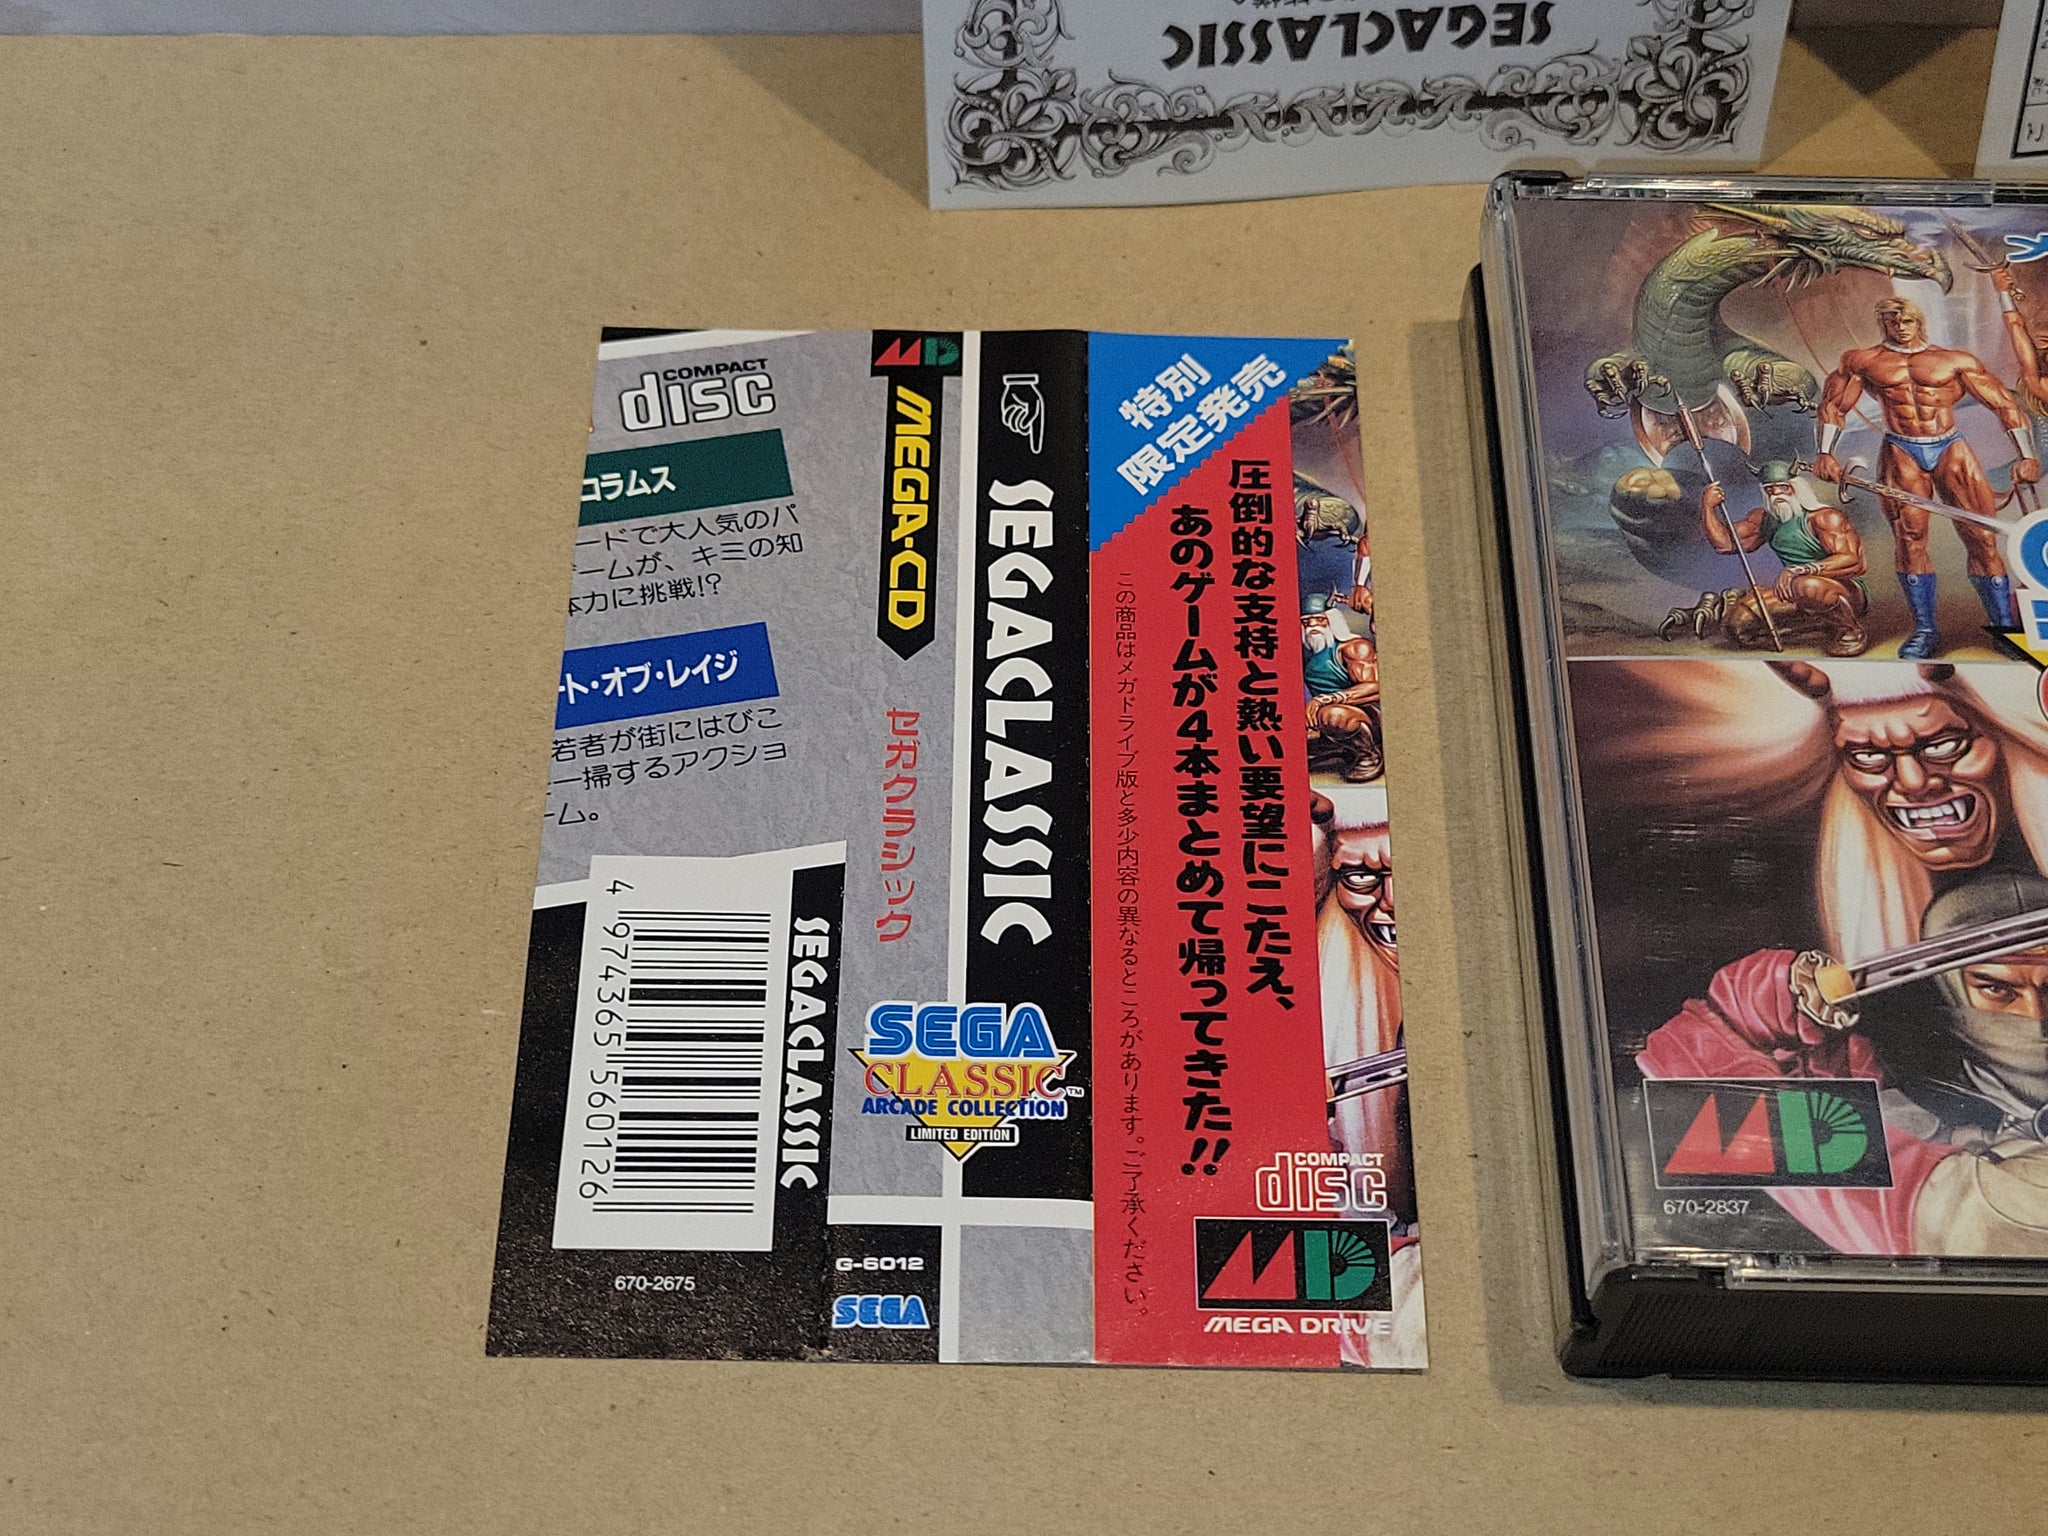 SEGACLASSIC
COMPACT
disc
コラムス
ードで大人気のパ
ームが、キミの知
体力に挑戦!?
ート・オブ・レイジ
若者が街にはびこ
一掃するアクショ
ーム。
4 974365 560126
SEGACLASSIC
670-2675
MD
MEGA-CD
セガクラシック
SEGACLASSIC
SEGA
CLASSIC™
ARCADE COLLECTION
LIMITED EDITION
G-6012
SEGA
特別
限定発売
圧倒的な支持と熱い要望にこたえ、
あのゲームが4本まとめて帰ってきた!!
この商品はメガドライブ版と多少内容の異なるところがあります。ご了承ください。
COMPACT
disc
MD
MEGA DRIVE
MD
670-2837